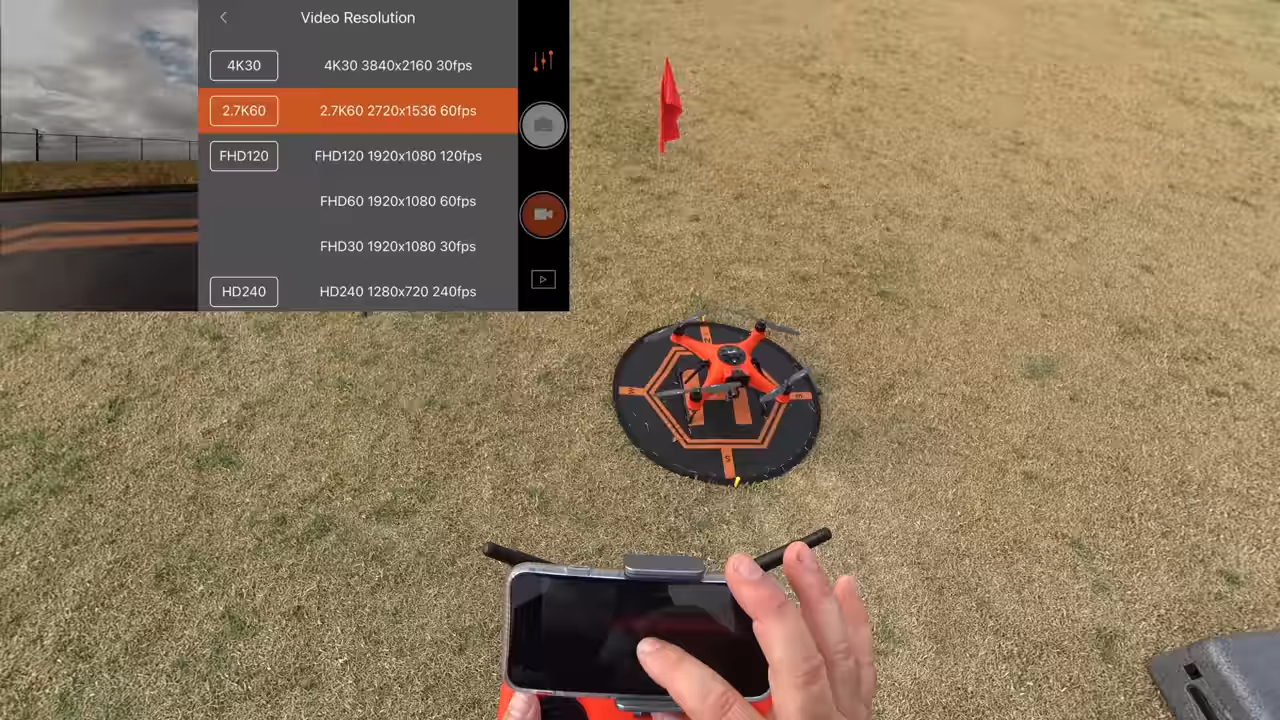 Video Resolution
4K30 4K30 3840x2160 30fps
2.7K60 2.7K60 2720x1536 60fps
FHD120 FHD120 1920x1080 120fps
FHD60 1920x1080 60fps
FHD30 1920x1080 30fps
HD240 HD240 1280x720 240fps
S